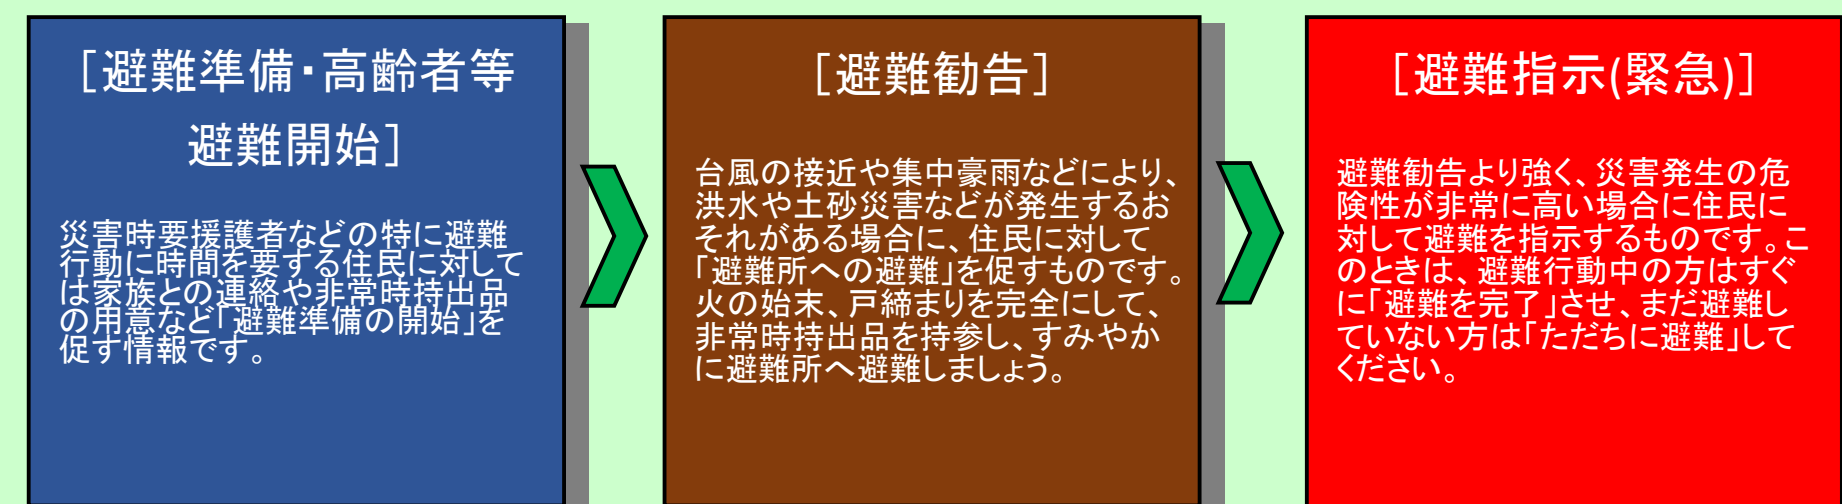 [避難準備・高齢者等
避難開始]
災害時要援護者などの特に避難
行動に時間を要する住民に対して
は家族との連絡や非常時持出品
の用意など「避難準備の開始」を
促す情報です。
[避難勧告]
台風の接近や集中豪雨などにより、
洪水や土砂災害などが発生するお
それがある場合に、住民に対して
「避難所への避難」を促すものです。
火の始末、戸締まりを完全にして、
非常時持出品を持参し、すみやか
に避難所へ避難しましょう。
[避難指示(緊急)]
避難勧告より強く、災害発生の危
険性が非常に高い場合に住民に
対して避難を指示するものです。こ
のときは、避難行動中の方はすぐ
に「避難を完了」させ、まだ避難し
ていない方は「ただちに避難」して
ください。